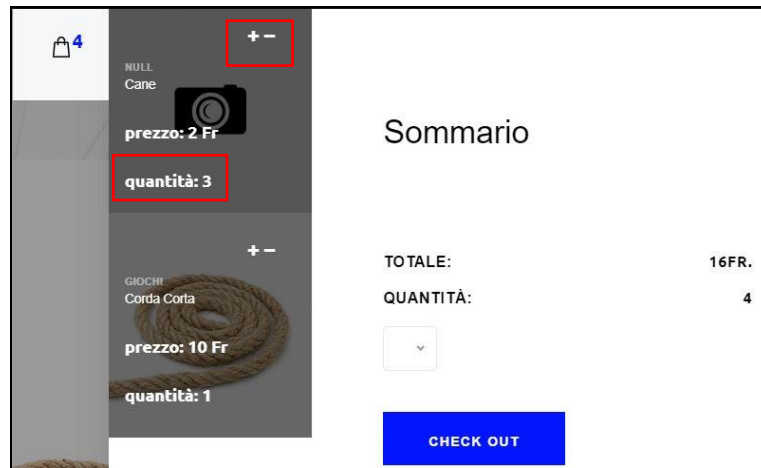 4
+ −
NULL
Cane
prezzo: 2 Fr
quantità: 3
+ −
GIOCHI
Corda Corta
prezzo: 10 Fr
quantità: 1
Sommario
TOTALE: 16FR.
QUANTITÀ: 4
CHECK OUT